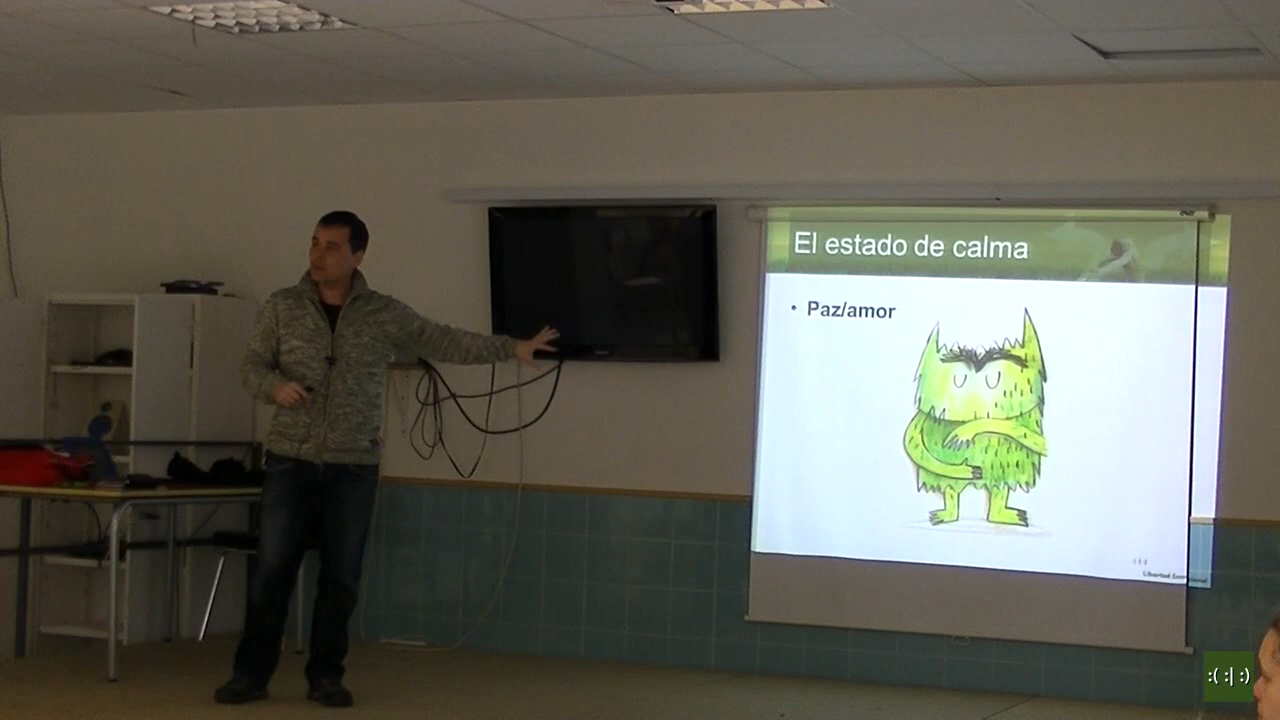 El estado de calma
• Paz/amor
:( :| :)